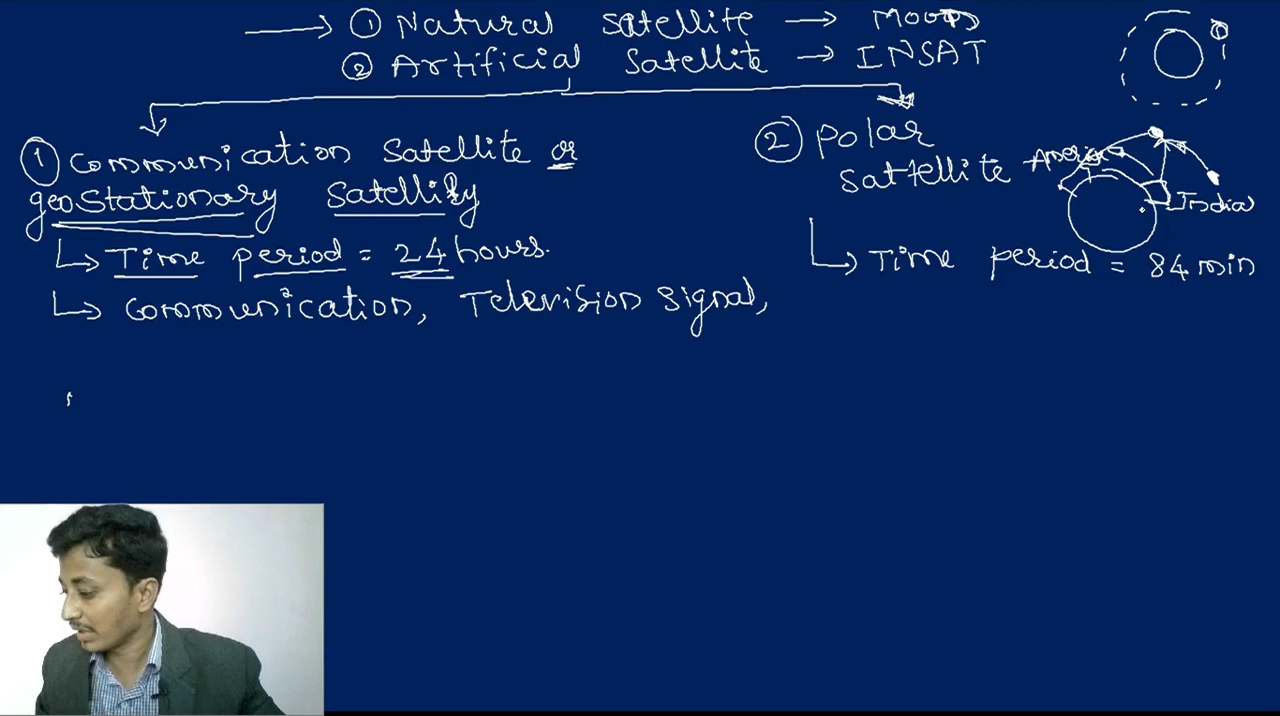 → ① Natural Satellite → Moon
② Artificial Satellite → INSAT
① Communication Satellite or
geostationary Satellite
↳ Time period = 24 hours.
↳ Communication, Television Signal,
② Polar
Sattellite
↳ Time period = 84 min
America
India